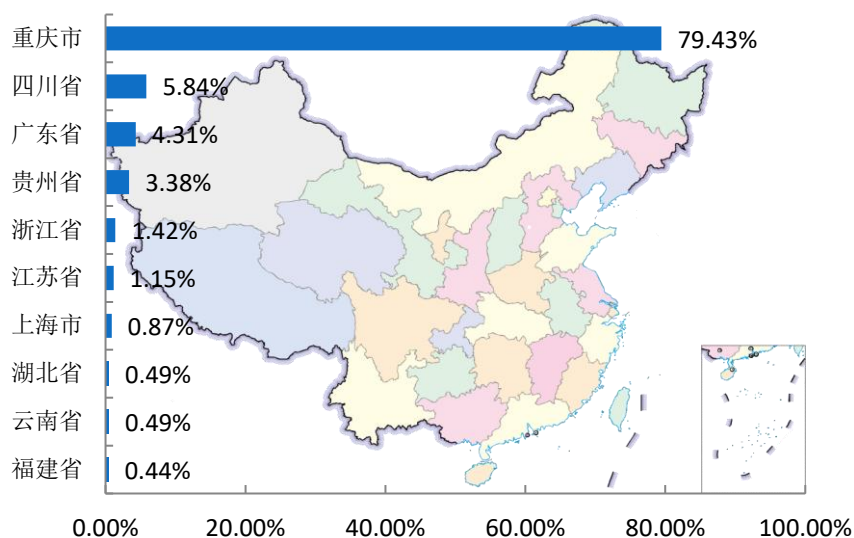 重庆市 79.43%
四川省 5.84%
广东省 4.31%
贵州省 3.38%
浙江省 1.42%
江苏省 1.15%
上海市 0.87%
湖北省 0.49%
云南省 0.49%
福建省 0.44%
0.00% 20.00% 40.00% 60.00% 80.00% 100.00%